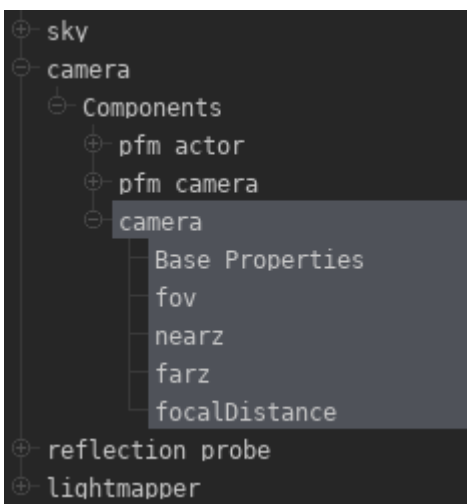 sky
camera
Components
pfm actor
pfm camera
camera
Base Properties
fov
nearz
farz
focalDistance
reflection probe
lightmapper